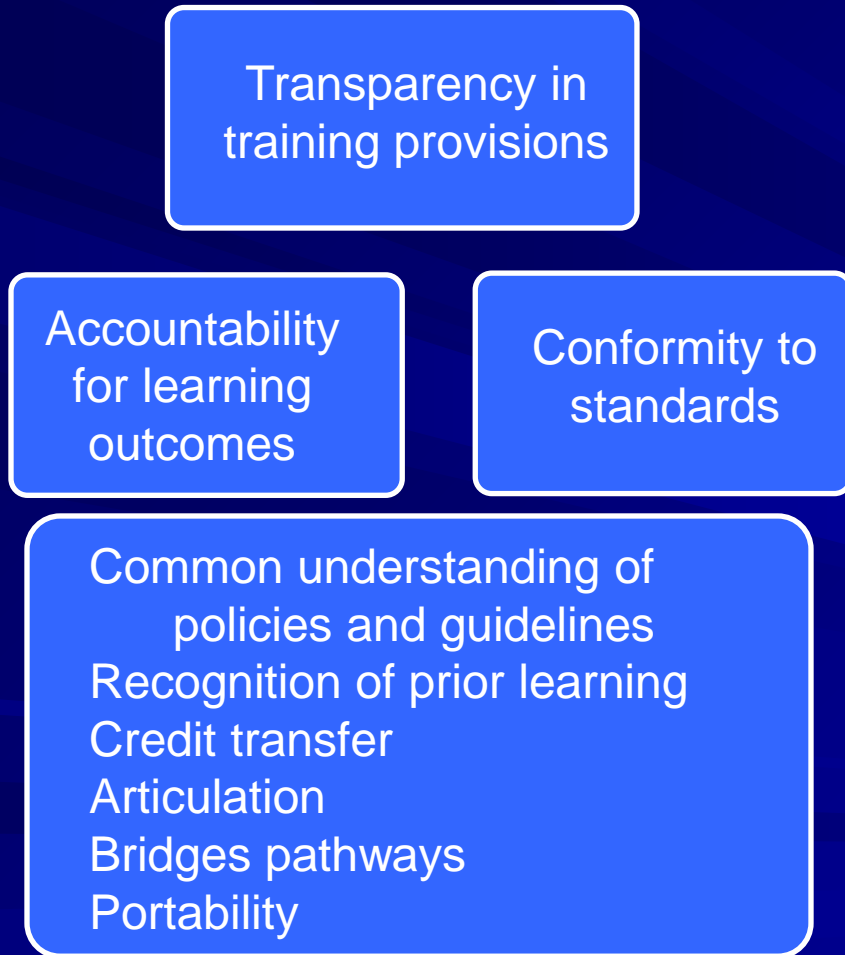 Transparency in
training provisions
Accountability
for learning
outcomes
Conformity to
standards
Common understanding of
policies and guidelines
Recognition of prior learning
Credit transfer
Articulation
Bridges pathways
Portability